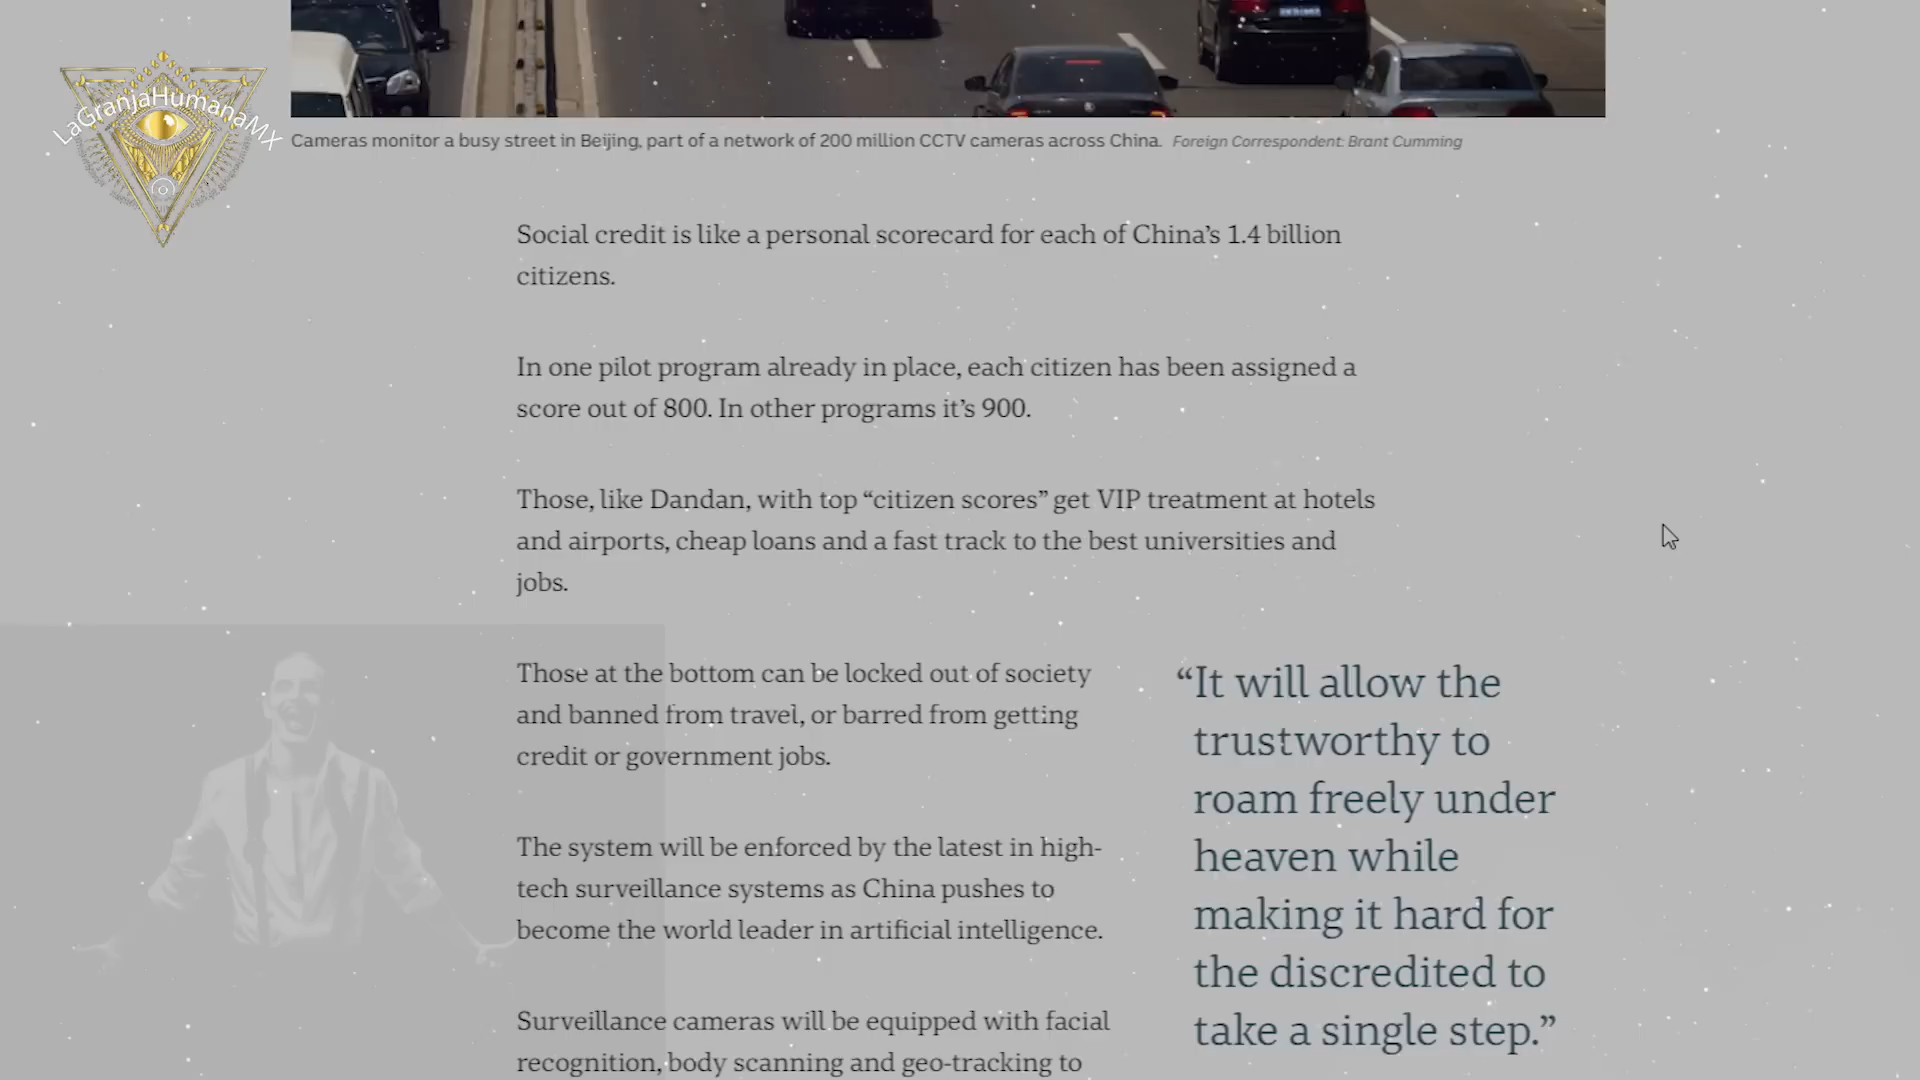 LaGranjaHumanaMX
Cameras monitor a busy street in Beijing, part of a network of 200 million CCTV cameras across China. Foreign Correspondent: Brant Cumming
Social credit is like a personal scorecard for each of China’s 1.4 billion
citizens.
In one pilot program already in place, each citizen has been assigned a
score out of 800. In other programs it’s 900.
Those, like Dandan, with top “citizen scores” get VIP treatment at hotels
and airports, cheap loans and a fast track to the best universities and
jobs.
Those at the bottom can be locked out of society
and banned from travel, or barred from getting
credit or government jobs.
The system will be enforced by the latest in high-
tech surveillance systems as China pushes to
become the world leader in artificial intelligence.
Surveillance cameras will be equipped with facial
recognition, body scanning and geo-tracking to
“It will allow the
trustworthy to
roam freely under
heaven while
making it hard for
the discredited to
take a single step.”